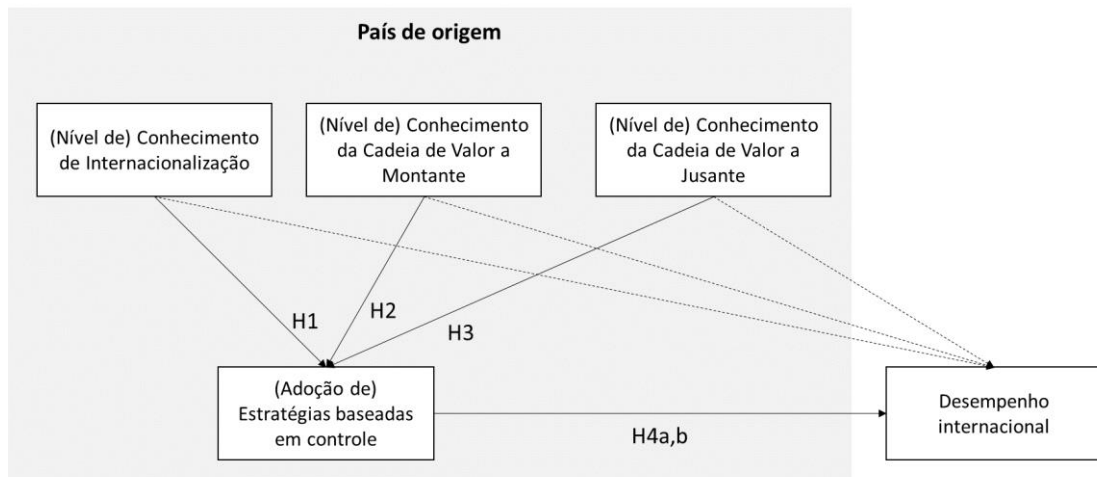 País de origem
(Nível de) Conhecimento
de Internacionalização
(Nível de) Conhecimento
da Cadeia de Valor a
Montante
(Nível de) Conhecimento
da Cadeia de Valor a
Jusante
H1
H2
H3
(Adoção de)
Estratégias baseadas
em controle
H4a,b
Desempenho
internacional